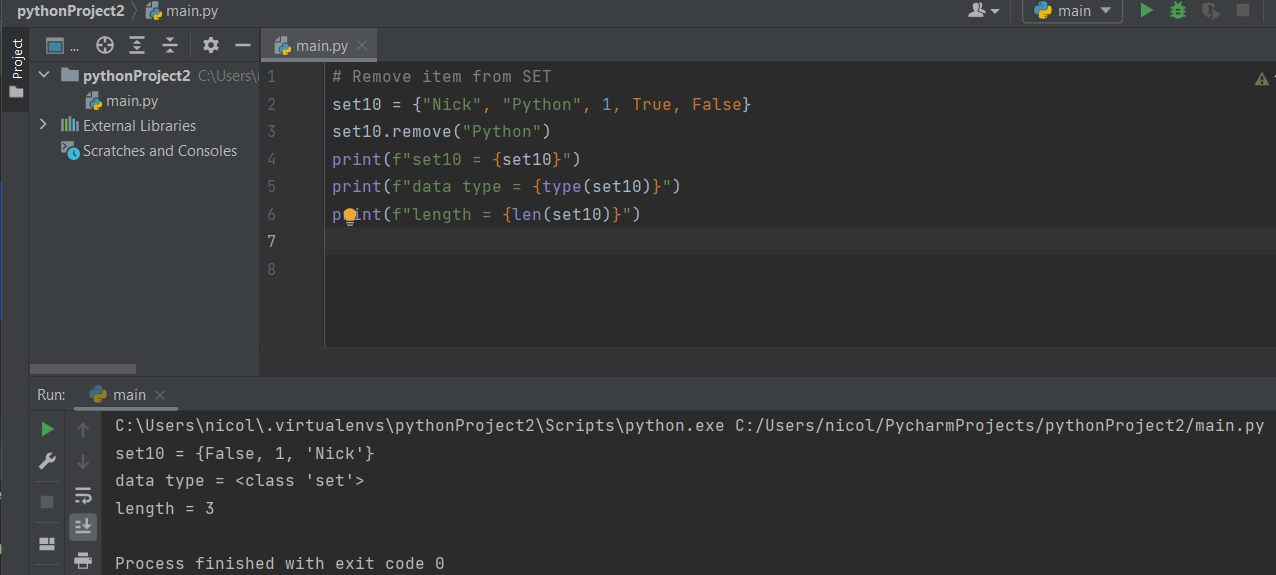 pythonProject2 main.py
main
Project
...
main.py
pythonProject2 C:\Users\
main.py
External Libraries
Scratches and Consoles
1 # Remove item from SET
2 set10 = {"Nick", "Python", 1, True, False}
3 set10.remove("Python")
4 print(f"set10 = {set10}")
5 print(f"data type = {type(set10)}")
6 print(f"length = {len(set10)}")
7
8
Run: main
C:\Users\nicol\.virtualenvs\pythonProject2\Scripts\python.exe C:/Users/nicol/PycharmProjects/pythonProject2/main.py
set10 = {False, 1, 'Nick'}
data type = <class 'set'>
length = 3
Process finished with exit code 0